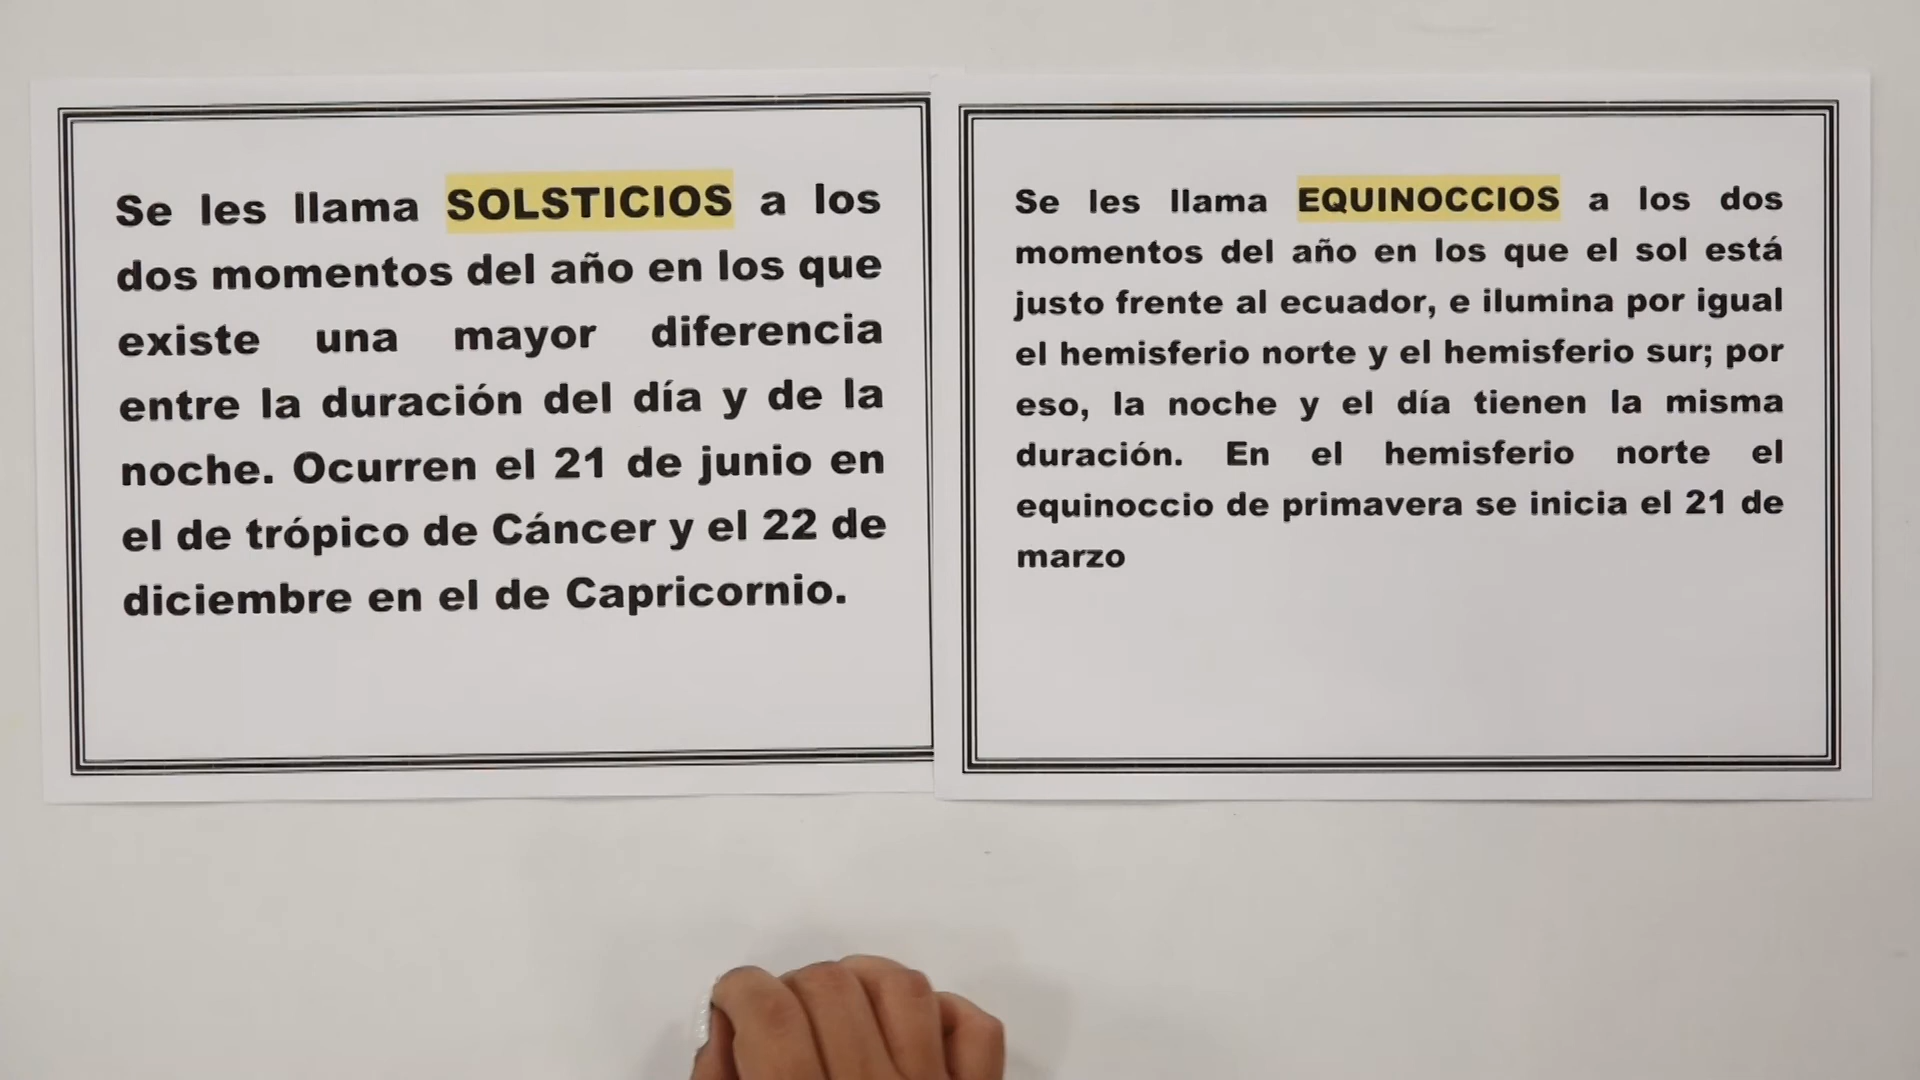 Se les llama SOLSTICIOS a los
dos momentos del año en los que
existe una mayor diferencia
entre la duración del día y de la
noche. Ocurren el 21 de junio en
el de trópico de Cáncer y el 22 de
diciembre en el de Capricornio.
Se les llama EQUINOCCIOS a los dos
momentos del año en los que el sol está
justo frente al ecuador, e ilumina por igual
el hemisferio norte y el hemisferio sur; por
eso, la noche y el día tienen la misma
duración. En el hemisferio norte el
equinoccio de primavera se inicia el 21 de
marzo